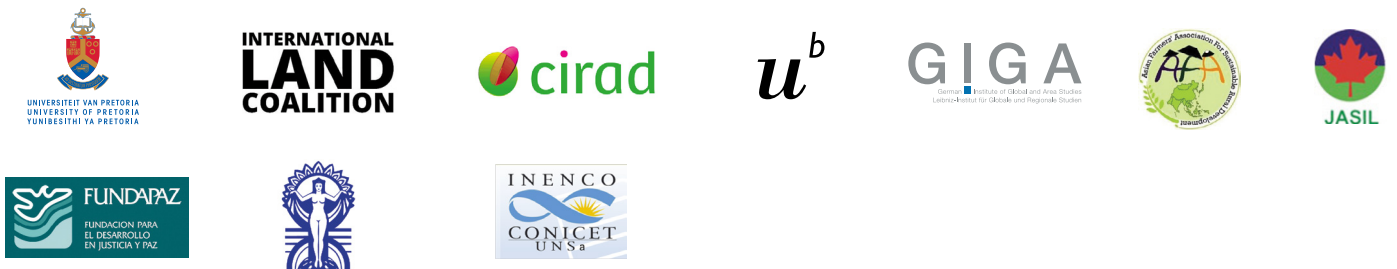 UNIVERSITEIT VAN PRETORIA
UNIVERSITY OF PRETORIA
YUNIBESITHI YA PRETORIA
INTERNATIONAL
LAND
COALITION
cirad
u^b
GIGA
German Institute of Global and Area Studies
Leibniz-Institut für Globale und Regionale Studien
Asian Farmers' Association For Sustainable Rural Development
AFA
JASIL
FUNDAPAZ
FUNDACION PARA
EL DESARROLLO
EN JUSTICIA Y PAZ
INENCO
CONICET
UNSa